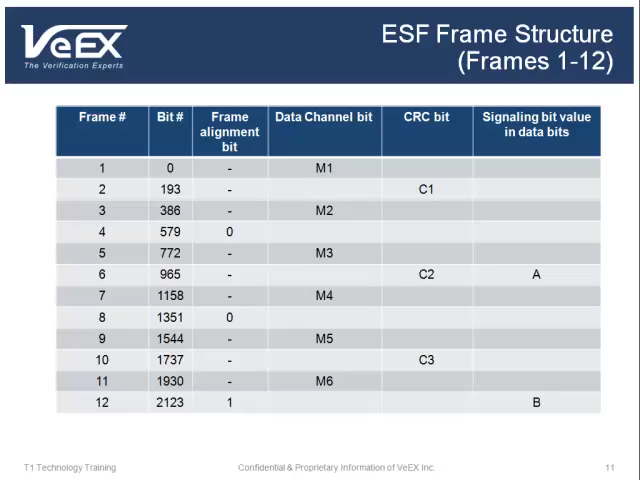 VeEX
The Verification Experts
ESF Frame Structure
(Frames 1-12)
Frame # Bit # Frame alignment bit Data Channel bit CRC bit Signaling bit value in data bits
1 0 - M1
2 193 - C1
3 386 - M2
4 579 0
5 772 - M3
6 965 - C2 A
7 1158 - M4
8 1351 0
9 1544 - M5
10 1737 - C3
11 1930 - M6
12 2123 1 B
T1 Technology Training Confidential & Proprietary Information of VeEX Inc. 11